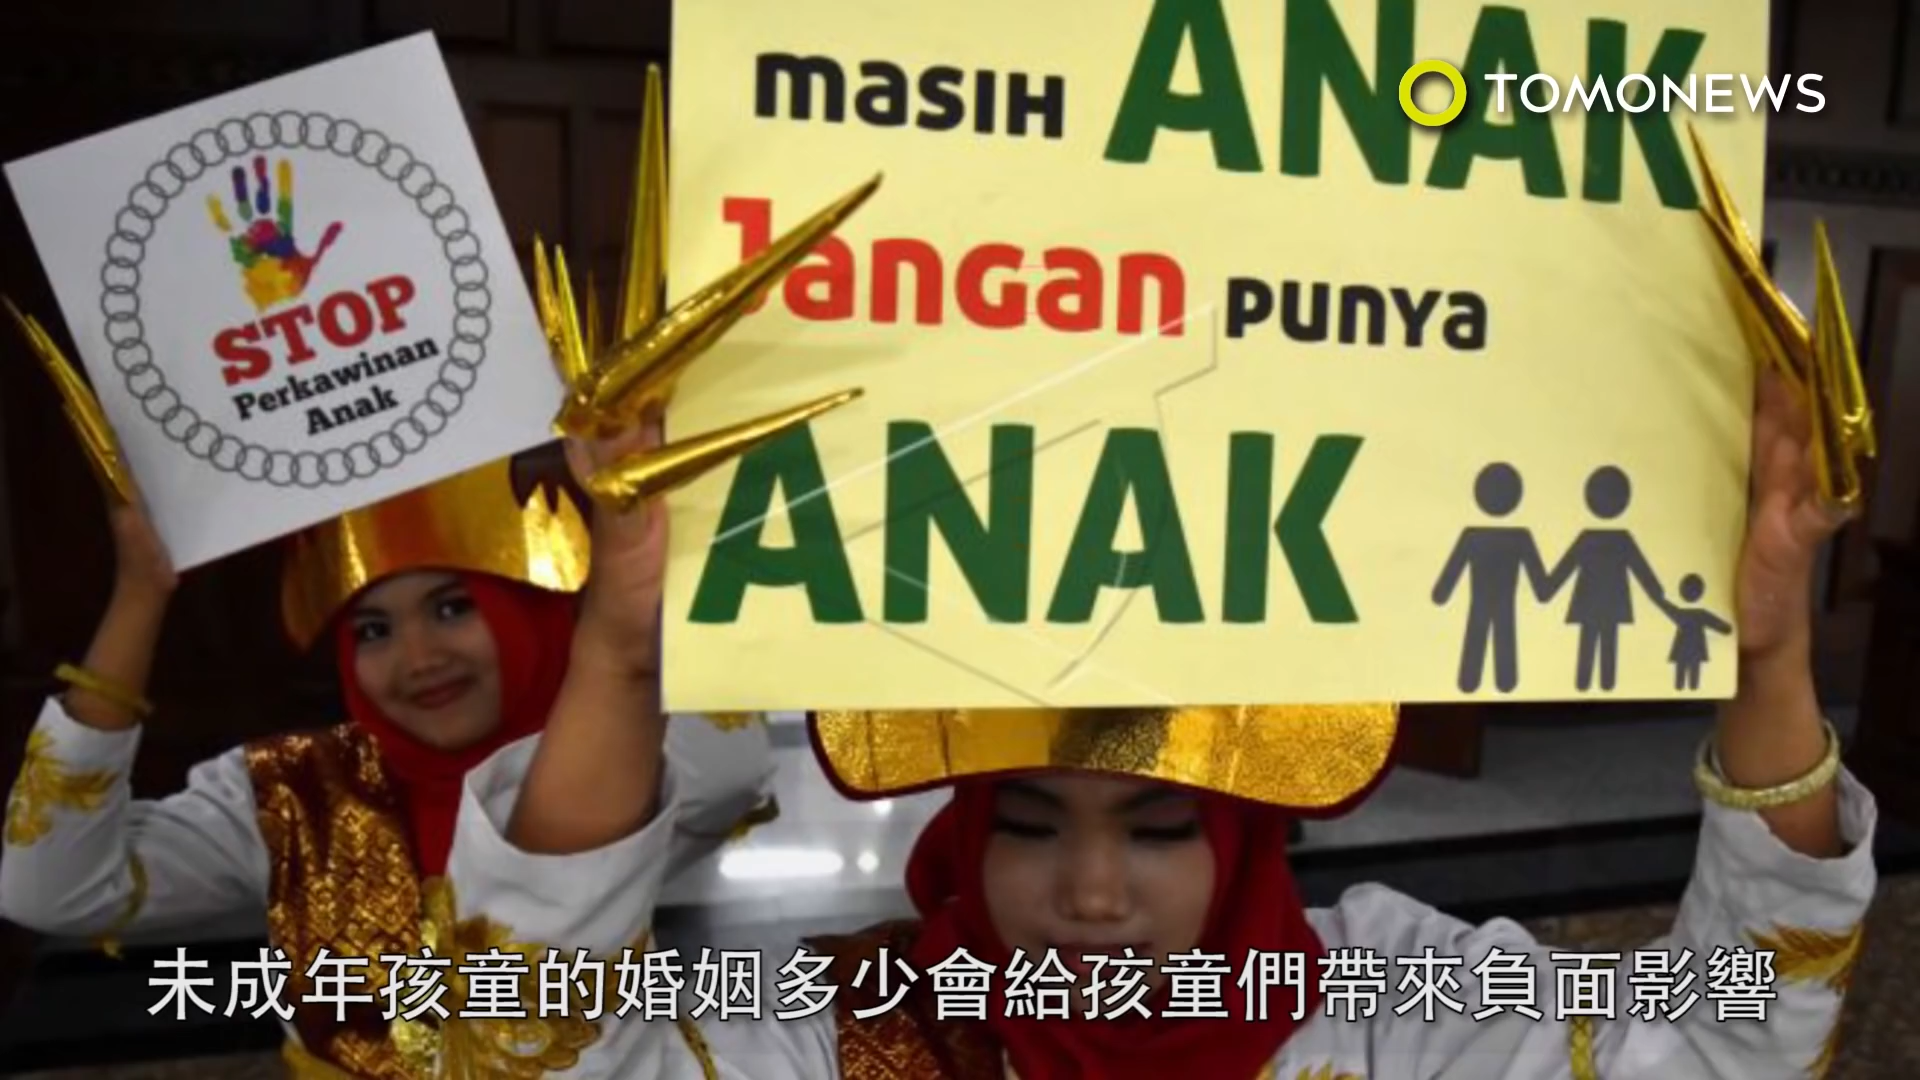 TOMONEWS
masih ANAK
Jangan punya
ANAK
STOP
Perkawinan
Anak
未成年孩童的婚姻多少會給孩童們帶來負面影響